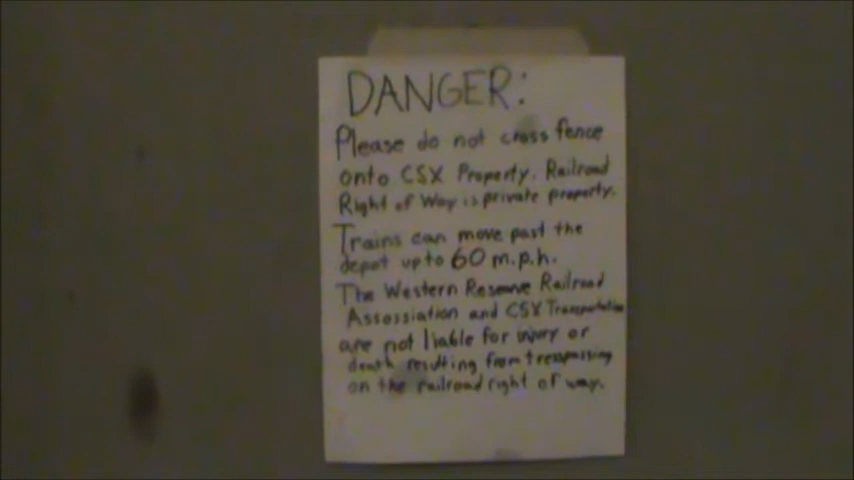 DANGER:
Please do not cross fence
onto CSX Property. Railroad
Right of Way is private property.
Trains can move past the
depot up to 60 m.p.h.
The Western Reserve Railroad
Assossiation and CSX Transportation
are not liable for injury or
death resulting from trespassing
on the railroad right of way.